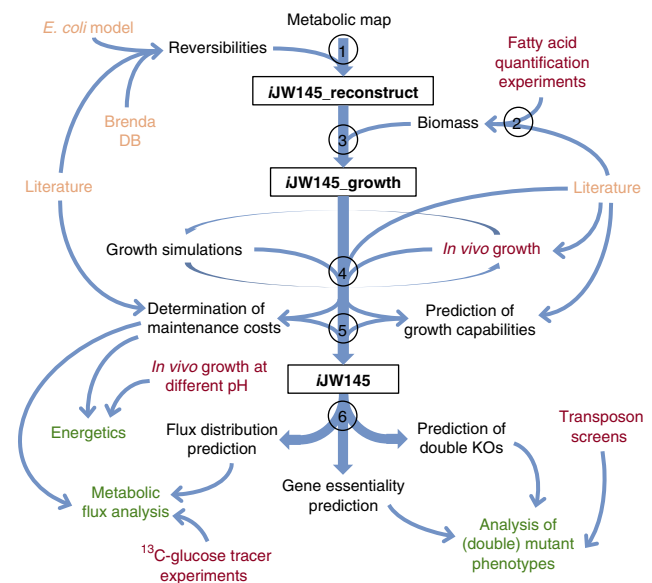 Metabolic map
E. coli model
Reversibilities
1
Fatty acid
quantification
experiments
iJW145_reconstruct
Brenda
DB
Biomass
2
3
Literature
iJW145_growth
Literature
Growth simulations
In vivo growth
4
Determination of
maintenance costs
Prediction of
growth capabilities
5
In vivo growth at
different pH
iJW145
6
Energetics
Flux distribution
prediction
Prediction of
double KOs
Transposon
screens
Metabolic
flux analysis
Gene essentiality
prediction
Analysis of
(double) mutant
phenotypes
13C-glucose tracer
experiments